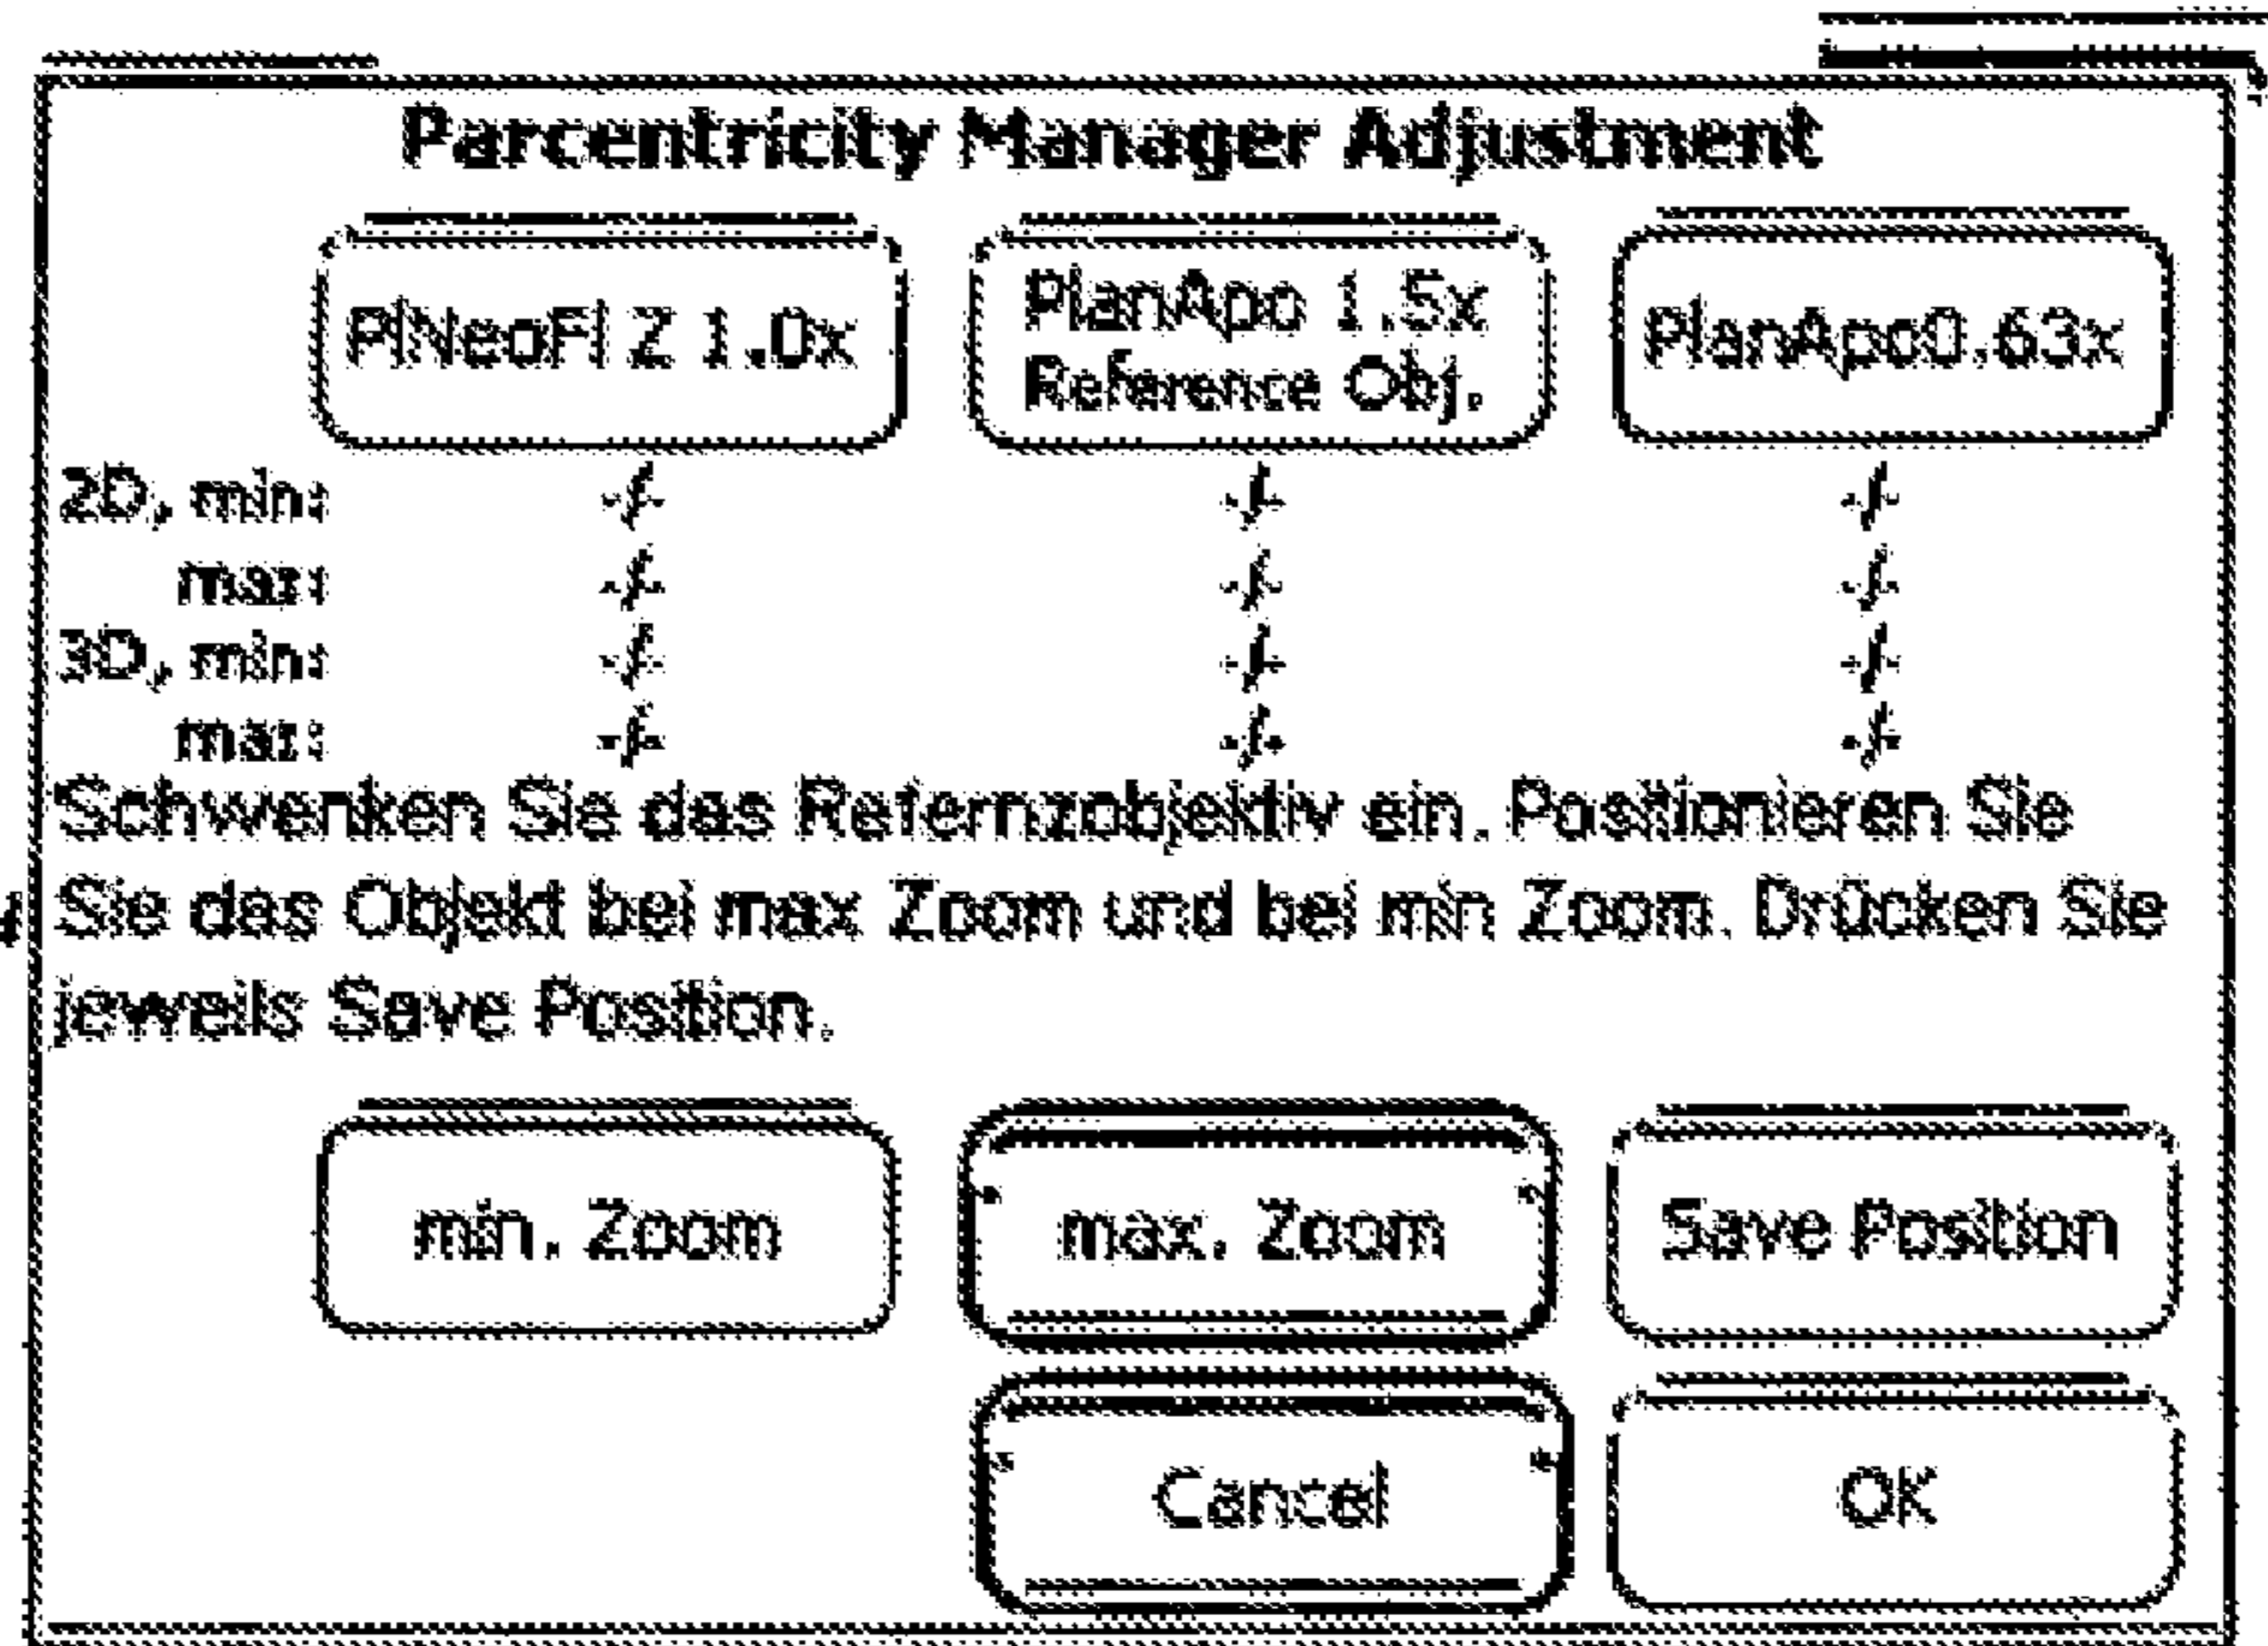 Parcentricity Manager Adjustment
PlNeoFl Z 1.0x
PlanApo 1.5x
Reference Obj.
PlanApo0.63x
2D, min: -/- -/- -/-
max: -/- -/- -/-
3D, min: -/- -/- -/-
max: -/- -/- -/-
Schwenken Sie das Refernzobjektiv ein. Positionieren Sie
Sie das Objekt bei max Zoom und bei min Zoom. Drücken Sie
jeweils Save Position.
min. Zoom max. Zoom Save Position
Cancel OK